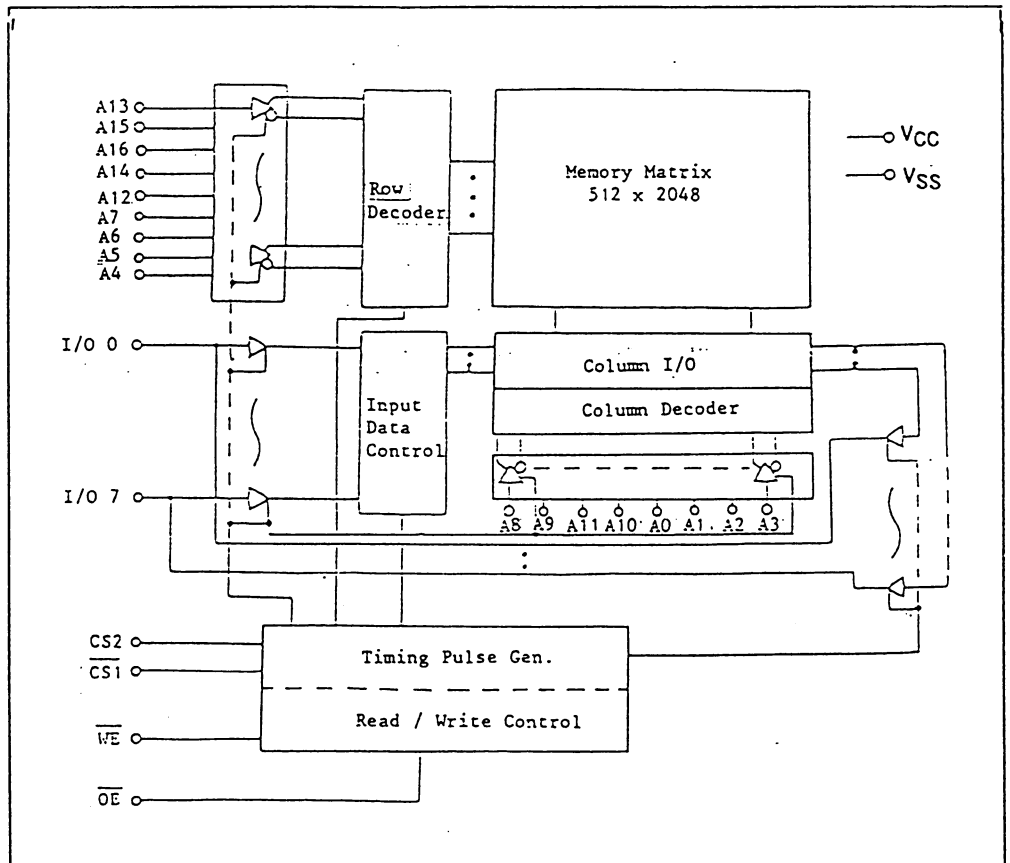 A13
A15
A16
A14
A12
A7
A6
A5
A4
Row
Decoder
Memory Matrix
512 x 2048
VCC
VSS
I/O 0
I/O 7
Input
Data
Control
Column I/O
Column Decoder
A8 A9 A11 A10 A0 A1 A2 A3
CS2
CS1
WE
OE
Timing Pulse Gen.
Read / Write Control